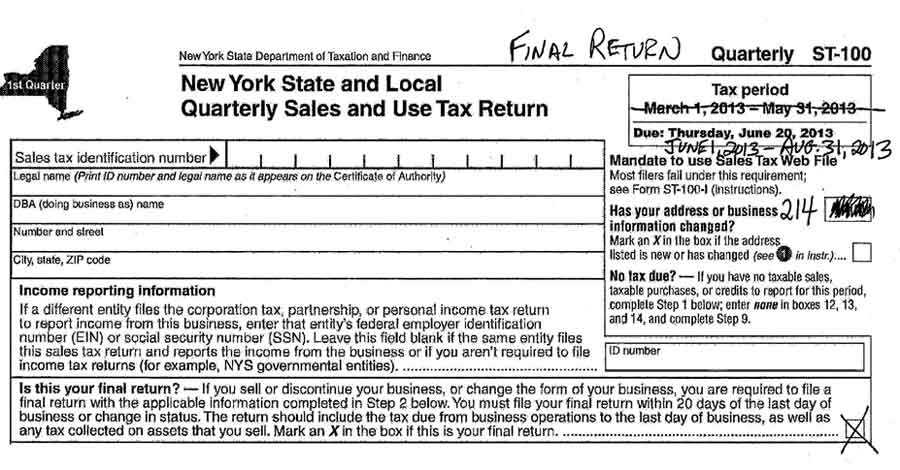 New York State Department of Taxation and Finance
FINAL RETURN
Quarterly ST-100
1st Quarter
New York State and Local
Quarterly Sales and Use Tax Return
Tax period
March 1, 2013 – May 31, 2013
Due: Thursday, June 20, 2013
JUNE 1, 2013 – AUG. 31, 2013
Sales tax identification number
Legal name (Print ID number and legal name as it appears on the Certificate of Authority)
DBA (doing business as) name
Number and street
City, state, ZIP code
Mandate to use Sales Tax Web File
Most filers fall under this requirement;
see Form ST-100-I (instructions).
Has your address or business 214
information changed?
Mark an X in the box if the address
listed is new or has changed (see 1 in instr.)....
No tax due? — If you have no taxable sales,
taxable purchases, or credits to report for this period,
complete Step 1 below; enter none in boxes 12, 13,
and 14, and complete Step 9.
Income reporting information
If a different entity files the corporation tax, partnership, or personal income tax return
to report income from this business, enter that entity's federal employer identification
number (EIN) or social security number (SSN). Leave this field blank if the same entity files
this sales tax return and reports the income from the business or if you aren't required to file
income tax returns (for example, NYS governmental entities). ....................................
ID number
Is this your final return? — If you sell or discontinue your business, or change the form of your business, you are required to file a
final return with the applicable information completed in Step 2 below. You must file your final return within 20 days of the last day of
business or change in status. The return should include the tax due from business operations to the last day of business, as well as
any tax collected on assets that you sell. Mark an X in the box if this is your final return. ....................................................
X